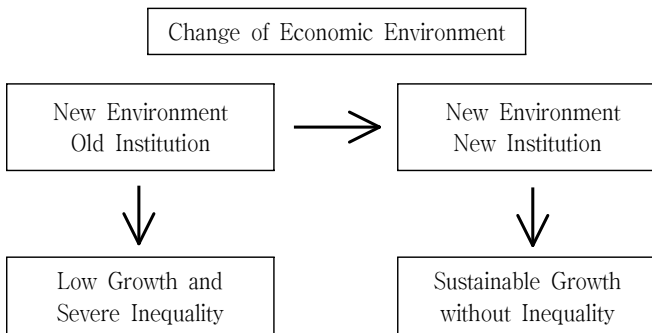 Change of Economic Environment
New Environment
Old Institution
New Environment
New Institution
Low Growth and
Severe Inequality
Sustainable Growth
without Inequality